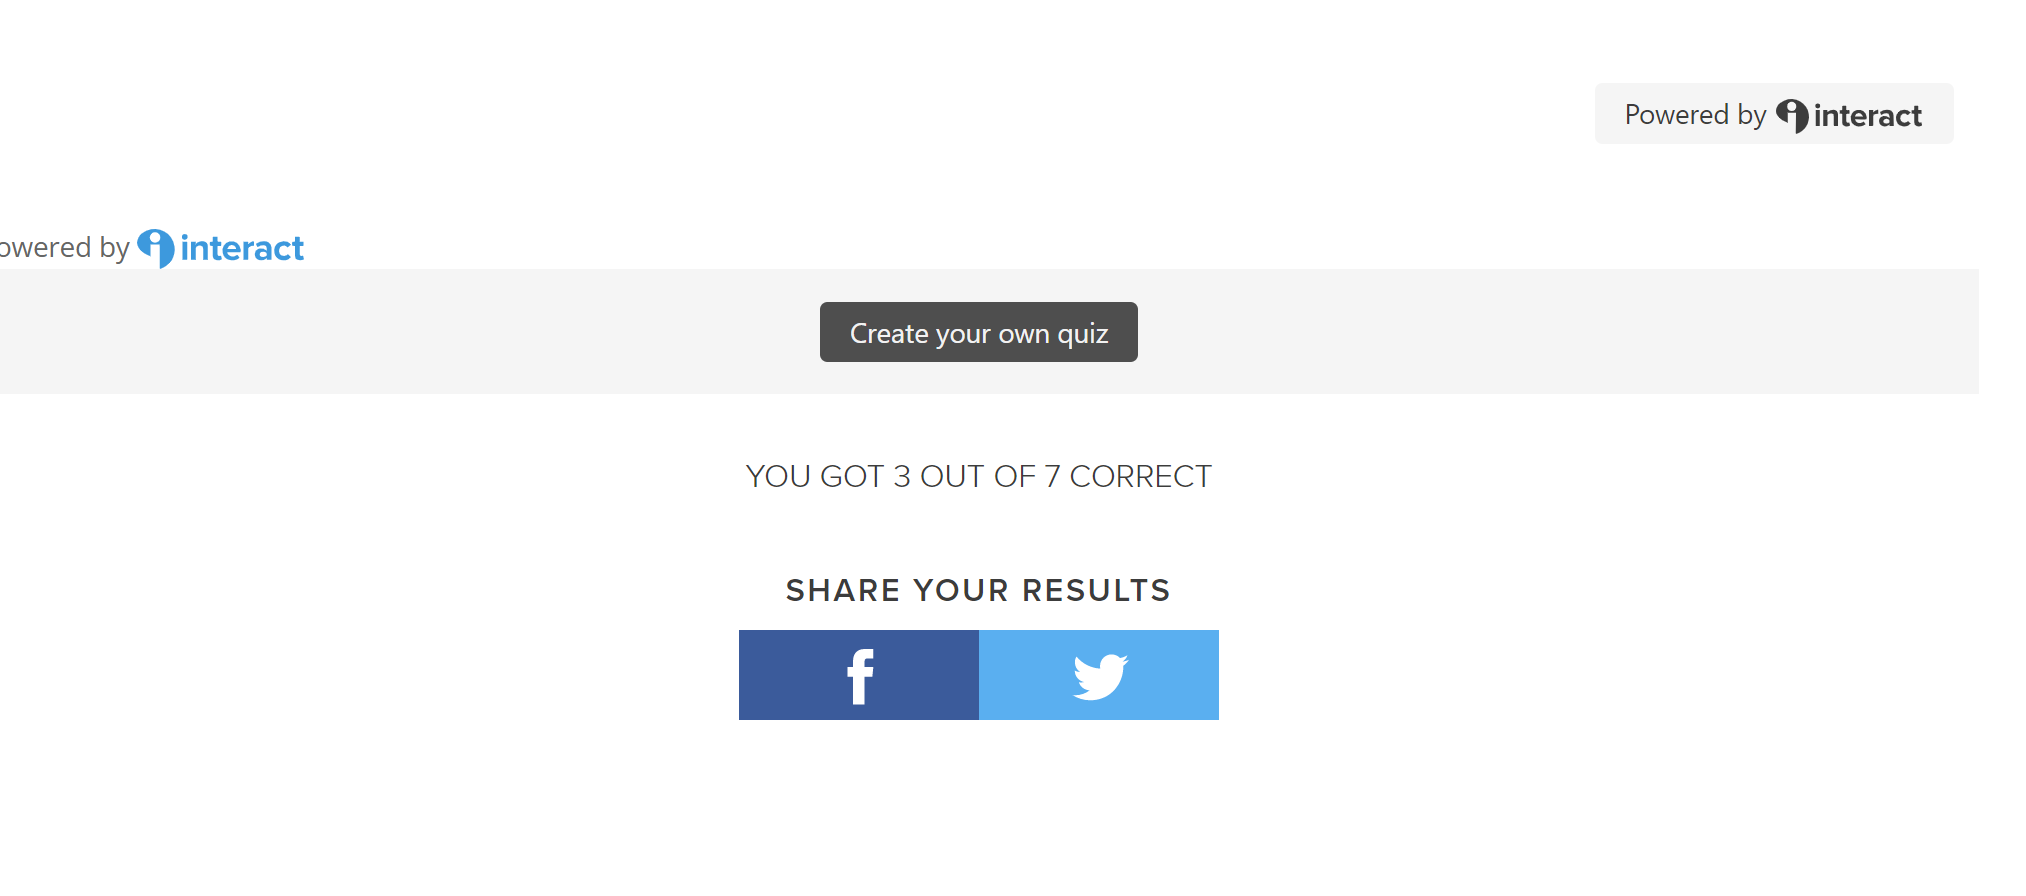 Powered by interact
owered by interact
Create your own quiz
YOU GOT 3 OUT OF 7 CORRECT
SHARE YOUR RESULTS